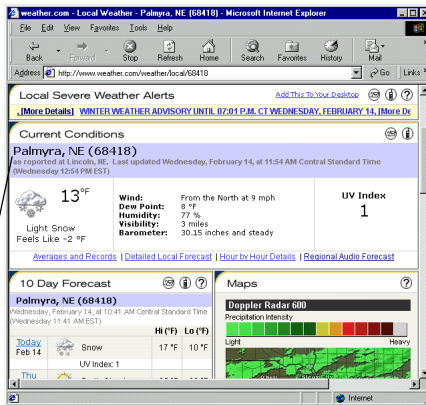 weather.com - Local Weather - Palmyra, NE (68418) - Microsoft Internet Explorer
File Edit View Favorites Tools Help
Back Forward Stop Refresh Home Search Favorites History Mail
Address http://www.weather.com/weather/local/68418 Go Links
Local Severe Weather Alerts Add This To Your Desktop
. [More Details] WINTER WEATHER ADVISORY UNTIL 07:01 P.M. CT WEDNESDAY, FEBRUARY 14, [More De
Current Conditions
Palmyra, NE (68418)
as reported at Lincoln, NE. Last updated Wednesday, February 14, at 11:54 AM Central Standard Time
(Wednesday 12:54 PM EST)
13°F
Light Snow
Feels Like -2 °F
Wind: From the North at 9 mph
Dew Point: 8 °F
Humidity: 77 %
Visibility: 3 miles
Barometer: 30.15 inches and steady
UV Index
1
Averages and Records | Detailed Local Forecast | Hour by Hour Details | Regional Audio Forecast
10 Day Forecast
Palmyra, NE (68418)
Wednesday, February 14, at 10:41 AM Central Standard Time
(Wednesday 11:41 AM EST)
Hi (°F) Lo (°F)
Today
Feb 14
Snow 17 °F 10 °F
UV Index: 1
Thu
Maps
Doppler Radar 600
Precipitation Intensity
Light Heavy
Internet